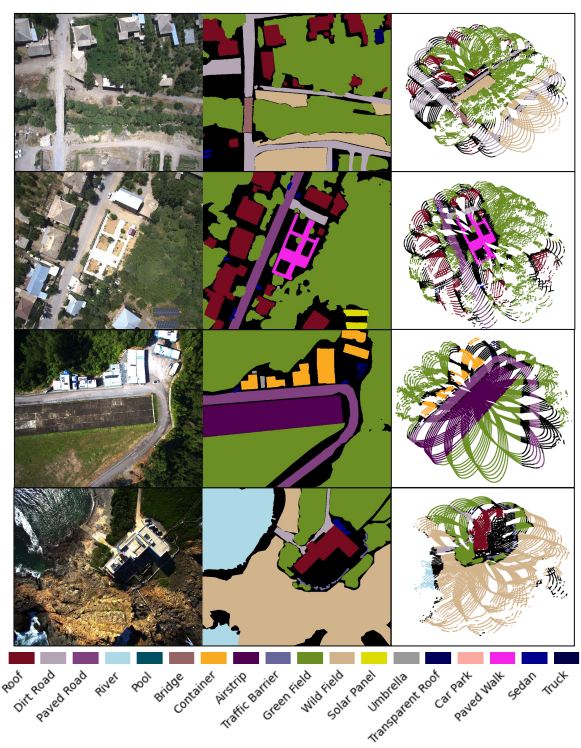 Roof
Dirt Road
Paved Road
River
Pool
Bridge
Container
Airstrip
Traffic Barrier
Green Field
Wild Field
Solar Panel
Umbrella
Transparent Roof
Car Park
Paved Walk
Sedan
Truck